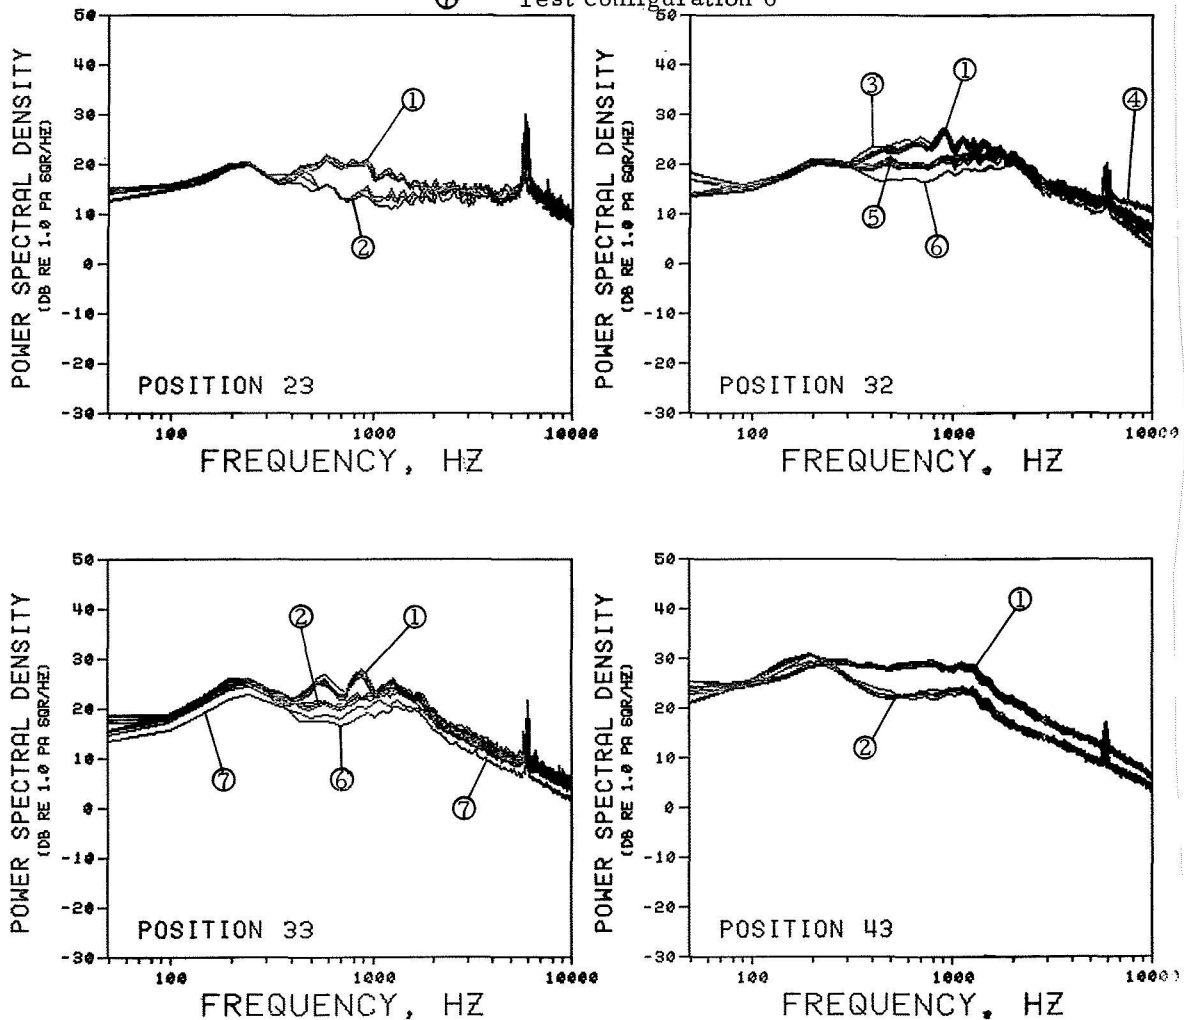 ⑦ Test configuration 6
50
40
30
20
10
0
-10
-20
-30
POWER SPECTRAL DENSITY
(DB RE 1.0 PA SQR/HZ)
①
②
POSITION 23
100 1000 10000
FREQUENCY, HZ
50
40
30
20
10
0
-10
-20
-30
POWER SPECTRAL DENSITY
(DB RE 1.0 PA SQR/HZ)
③ ① ④
⑤ ⑥
POSITION 32
100 1000 10000
FREQUENCY. HZ
50
40
30
20
10
0
-10
-20
-30
POWER SPECTRAL DENSITY
(DB RE 1.0 PA SQR/HZ)
② ①
⑦ ⑥ ⑦
POSITION 33
100 1000 10000
FREQUENCY, HZ
50
40
30
20
10
0
-10
-20
-30
POWER SPECTRAL DENSITY
(DB RE 1.0 PA SQR/HZ)
①
②
POSITION 43
100 1000 10000
FREQUENCY. HZ